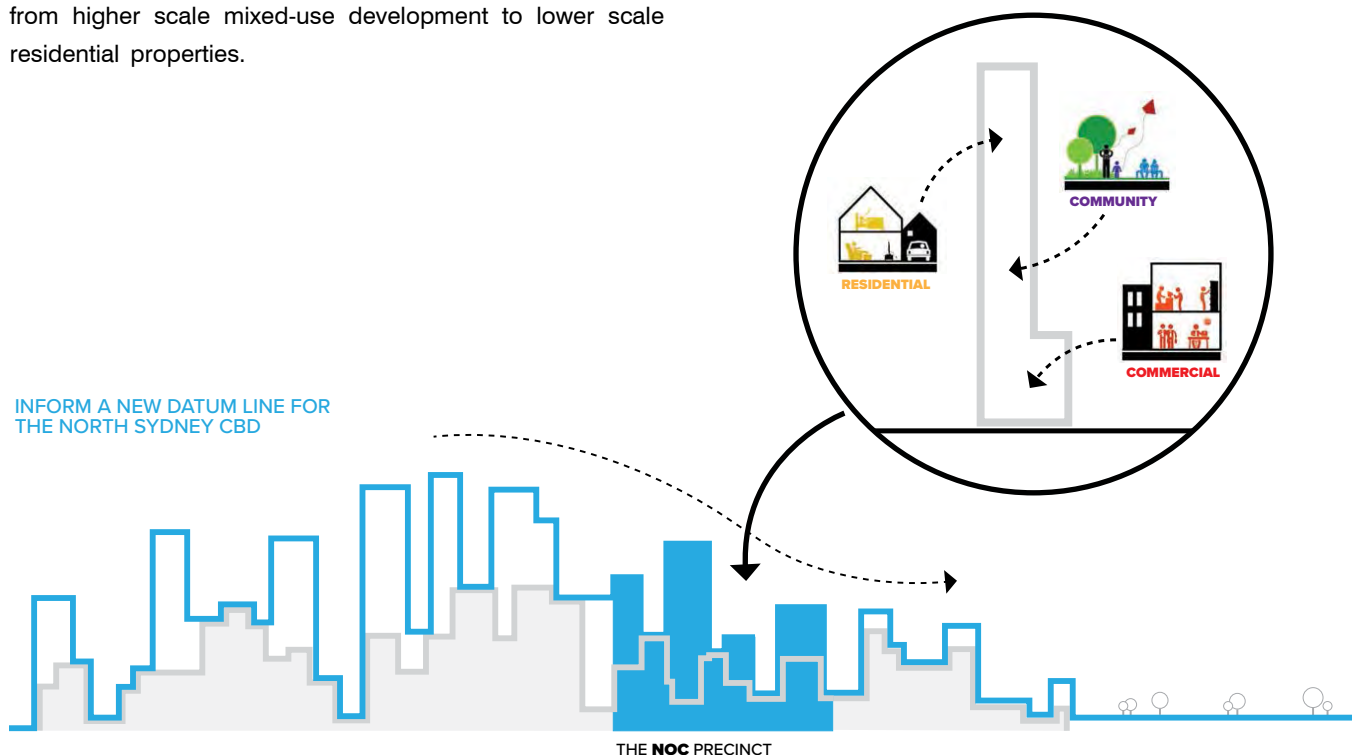 from higher scale mixed-use development to lower scale
residential properties.
COMMUNITY
RESIDENTIAL
COMMERCIAL
INFORM A NEW DATUM LINE FOR
THE NORTH SYDNEY CBD
THE NOC PRECINCT